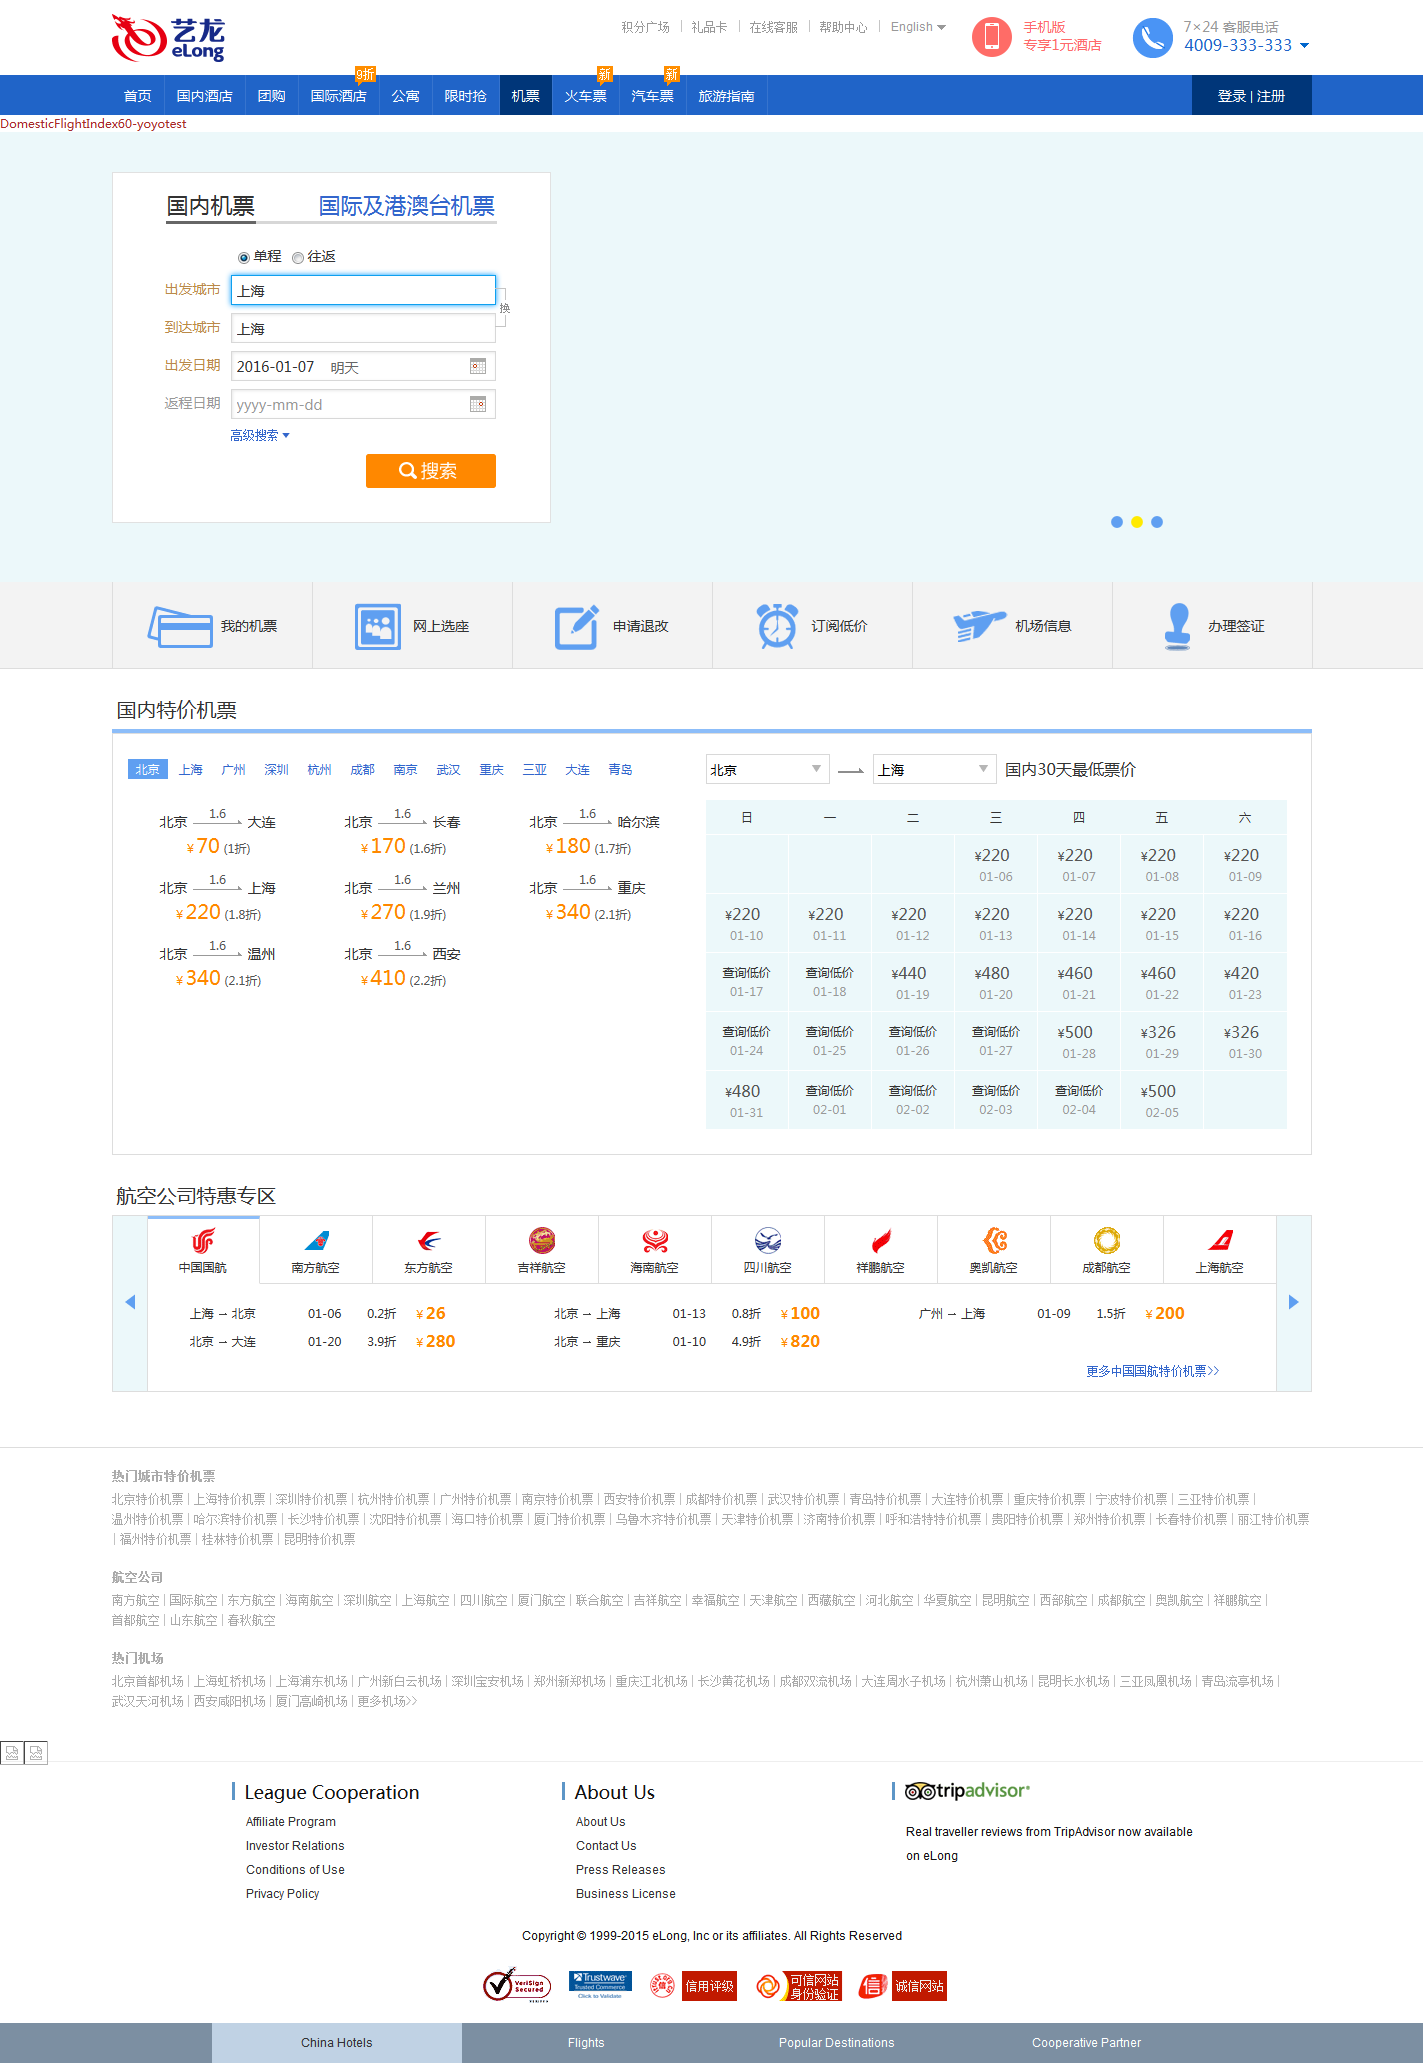 艺龙
eLong
积分广场 | 礼品卡 | 在线客服 | 帮助中心 | English
手机版
专享1元酒店
7×24 客服电话
4009-333-333
9折
新
新
首页 国内酒店 团购 国际酒店 公寓 限时抢 机票 火车票 汽车票 旅游指南 登录 | 注册
DomesticFlightIndex60-yoyotest
国内机票 国际及港澳台机票
单程 往返
出发城市 上海
换
到达城市 上海
出发日期 2016-01-07 明天
返程日期 yyyy-mm-dd
高级搜索
搜索
我的机票 网上选座 申请退改 订阅低价 机场信息 办理签证
国内特价机票
北京 上海 广州 深圳 杭州 成都 南京 武汉 重庆 三亚 大连 青岛
北京 1.6 大连 北京 1.6 长春 北京 1.6 哈尔滨
¥70 (1折) ¥170 (1.6折) ¥180 (1.7折)
北京 1.6 上海 北京 1.6 兰州 北京 1.6 重庆
¥220 (1.8折) ¥270 (1.9折) ¥340 (2.1折)
北京 1.6 温州 北京 1.6 西安
¥340 (2.1折) ¥410 (2.2折)
北京 上海 国内30天最低票价
日 一 二 三 四 五 六
¥220 ¥220 ¥220 ¥220
01-06 01-07 01-08 01-09
¥220 ¥220 ¥220 ¥220 ¥220 ¥220 ¥220
01-10 01-11 01-12 01-13 01-14 01-15 01-16
查询低价 查询低价 ¥440 ¥480 ¥460 ¥460 ¥420
01-17 01-18 01-19 01-20 01-21 01-22 01-23
查询低价 查询低价 查询低价 查询低价 ¥500 ¥326 ¥326
01-24 01-25 01-26 01-27 01-28 01-29 01-30
¥480 查询低价 查询低价 查询低价 查询低价 ¥500
01-31 02-01 02-02 02-03 02-04 02-05
航空公司特惠专区
中国国航 南方航空 东方航空 吉祥航空 海南航空 四川航空 祥鹏航空 奥凯航空 成都航空 上海航空
上海 → 北京 01-06 0.2折 ¥26 北京 → 上海 01-13 0.8折 ¥100 广州 → 上海 01-09 1.5折 ¥200
北京 → 大连 01-20 3.9折 ¥280 北京 → 重庆 01-10 4.9折 ¥820
更多中国国航特价机票>>
热门城市特价机票
北京特价机票 | 上海特价机票 | 深圳特价机票 | 杭州特价机票 | 广州特价机票 | 南京特价机票 | 西安特价机票 | 成都特价机票 | 武汉特价机票 | 青岛特价机票 | 大连特价机票 | 重庆特价机票 | 宁波特价机票 | 三亚特价机票 |
温州特价机票 | 哈尔滨特价机票 | 长沙特价机票 | 沈阳特价机票 | 海口特价机票 | 厦门特价机票 | 乌鲁木齐特价机票 | 天津特价机票 | 济南特价机票 | 呼和浩特特价机票 | 贵阳特价机票 | 郑州特价机票 | 长春特价机票 | 丽江特价机票
| 福州特价机票 | 桂林特价机票 | 昆明特价机票
航空公司
南方航空 | 国际航空 | 东方航空 | 海南航空 | 深圳航空 | 上海航空 | 四川航空 | 厦门航空 | 联合航空 | 吉祥航空 | 幸福航空 | 天津航空 | 西藏航空 | 河北航空 | 华夏航空 | 昆明航空 | 西部航空 | 成都航空 | 奥凯航空 | 祥鹏航空 |
首都航空 | 山东航空 | 春秋航空
热门机场
北京首都机场 | 上海虹桥机场 | 上海浦东机场 | 广州新白云机场 | 深圳宝安机场 | 郑州新郑机场 | 重庆江北机场 | 长沙黄花机场 | 成都双流机场 | 大连周水子机场 | 杭州萧山机场 | 昆明长水机场 | 三亚凤凰机场 | 青岛流亭机场 |
武汉天河机场 | 西安咸阳机场 | 厦门高崎机场 | 更多机场>>
League Cooperation
Affiliate Program
Investor Relations
Conditions of Use
Privacy Policy
About Us
About Us
Contact Us
Press Releases
Business License
tripadvisor
Real traveller reviews from TripAdvisor now available
on eLong
Copyright © 1999-2015 eLong, Inc or its affiliates. All Rights Reserved
VeriSign
Secured
Trustwave
Trusted Commerce
Click to Validate
信用评级
可信网站
身份验证
信
诚信网站
China Hotels Flights Popular Destinations Cooperative Partner